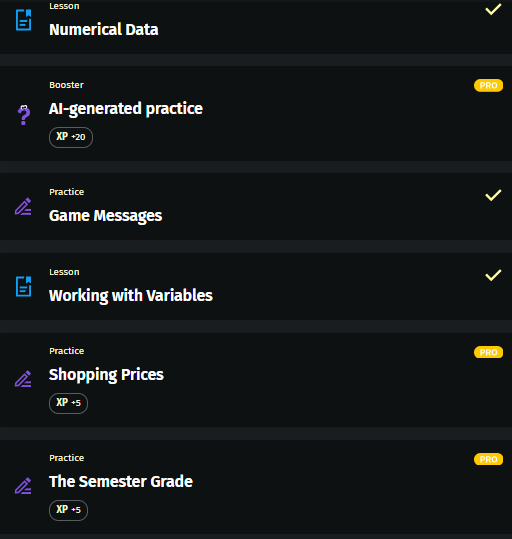 Lesson
Numerical Data
Booster
PRO
AI-generated practice
XP +20
Practice
Game Messages
Lesson
Working with Variables
Practice
PRO
Shopping Prices
XP +5
Practice
PRO
The Semester Grade
XP +5